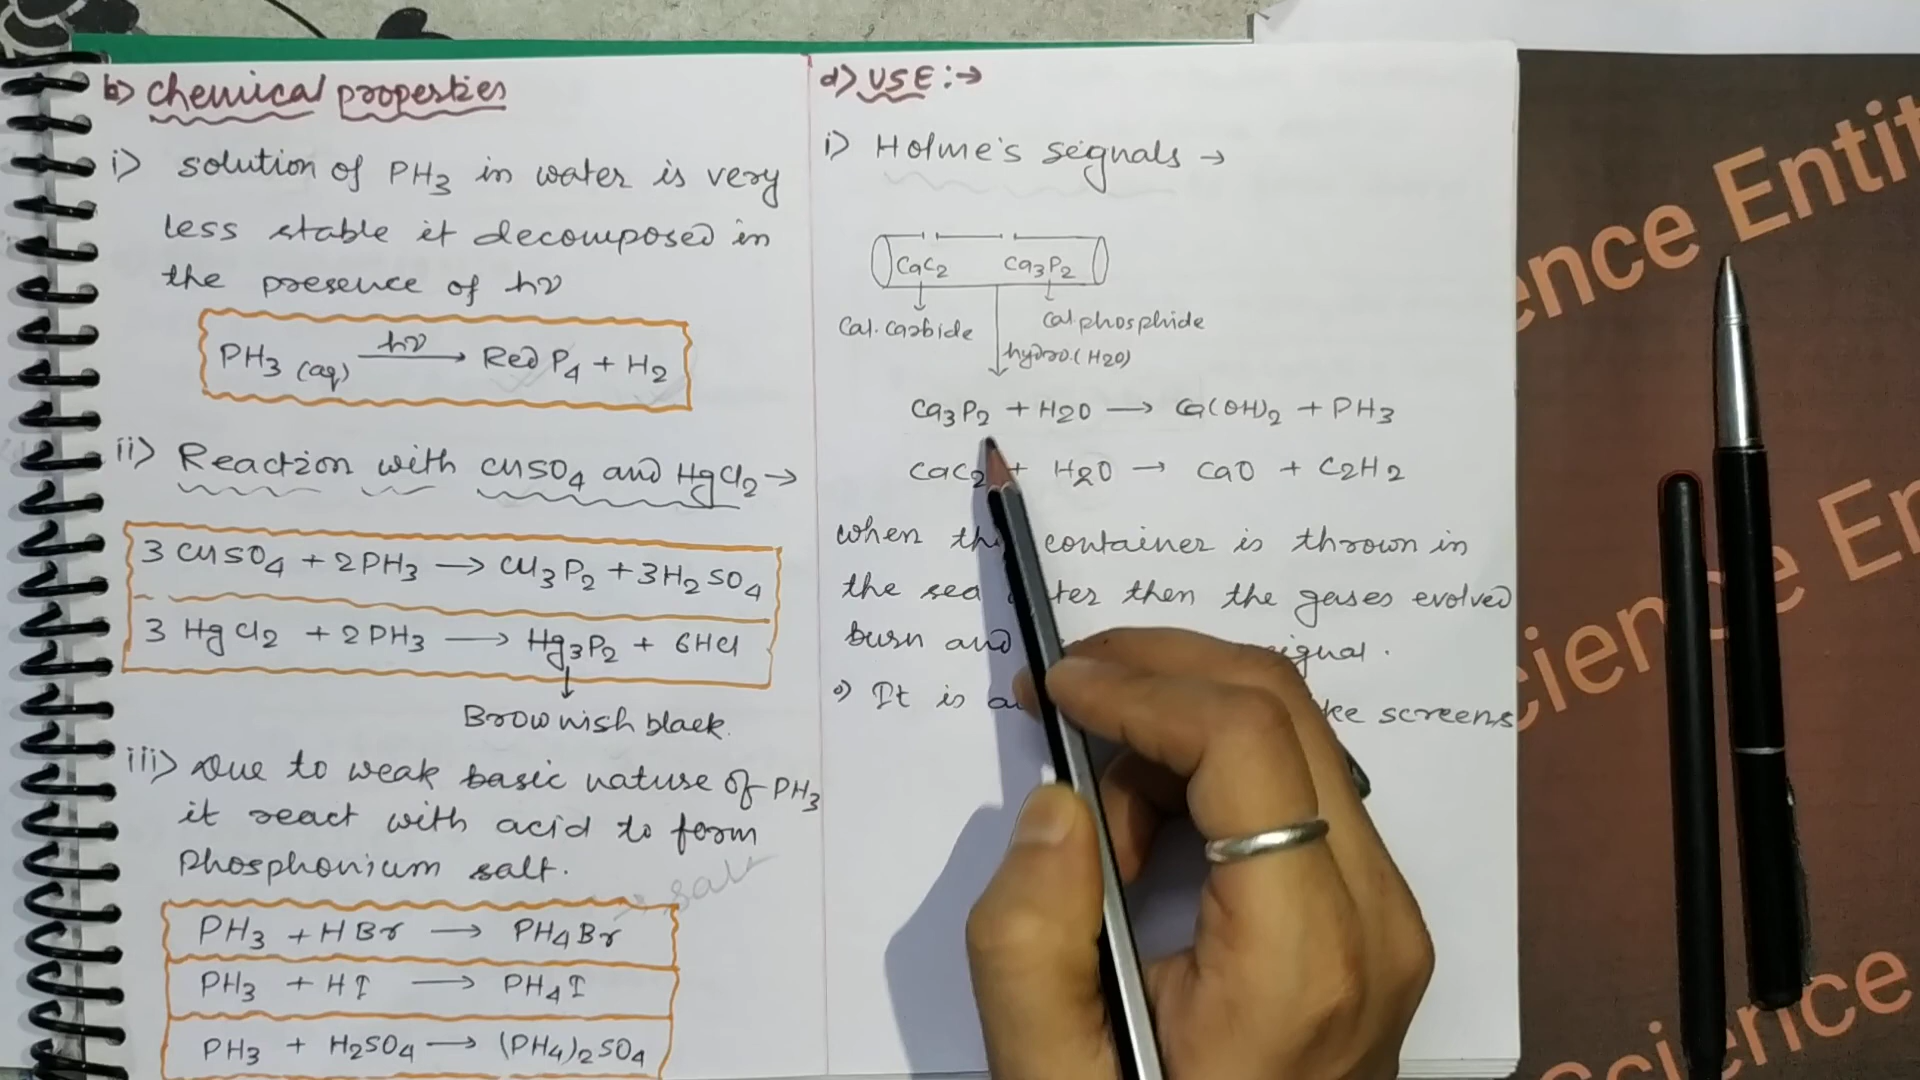 b) chemical properties
i) solution of PH3 in water is very
less stable it decomposed in
the presence of hν
PH3 (aq) hν → Red P4 + H2
ii) Reaction with CuSO4 and HgCl2 →
3 CuSO4 + 2PH3 → Cu3P2 + 3H2SO4
3 HgCl2 + 2PH3 → Hg3P2 + 6HCl
↓
Brownish black.
iii) Due to weak basic nature of PH3
it react with acid to form
phosphonium salt.
→ salt
PH3 + HBr → PH4Br
PH3 + HI → PH4I
PH3 + H2SO4 → (PH4)2SO4
d) USE :→
i) Holme's signals →
CaC2 Ca3P2
Cal. carbide cal. phosphide
hydro. (H2O)
Ca3P2 + H2O → Ca(OH)2 + PH3
CaC2 + H2O → CaO + C2H2
when container is thrown in
the sea then the gases evolved
burn and signal.
It is screens
ence Entit
cience En
Science